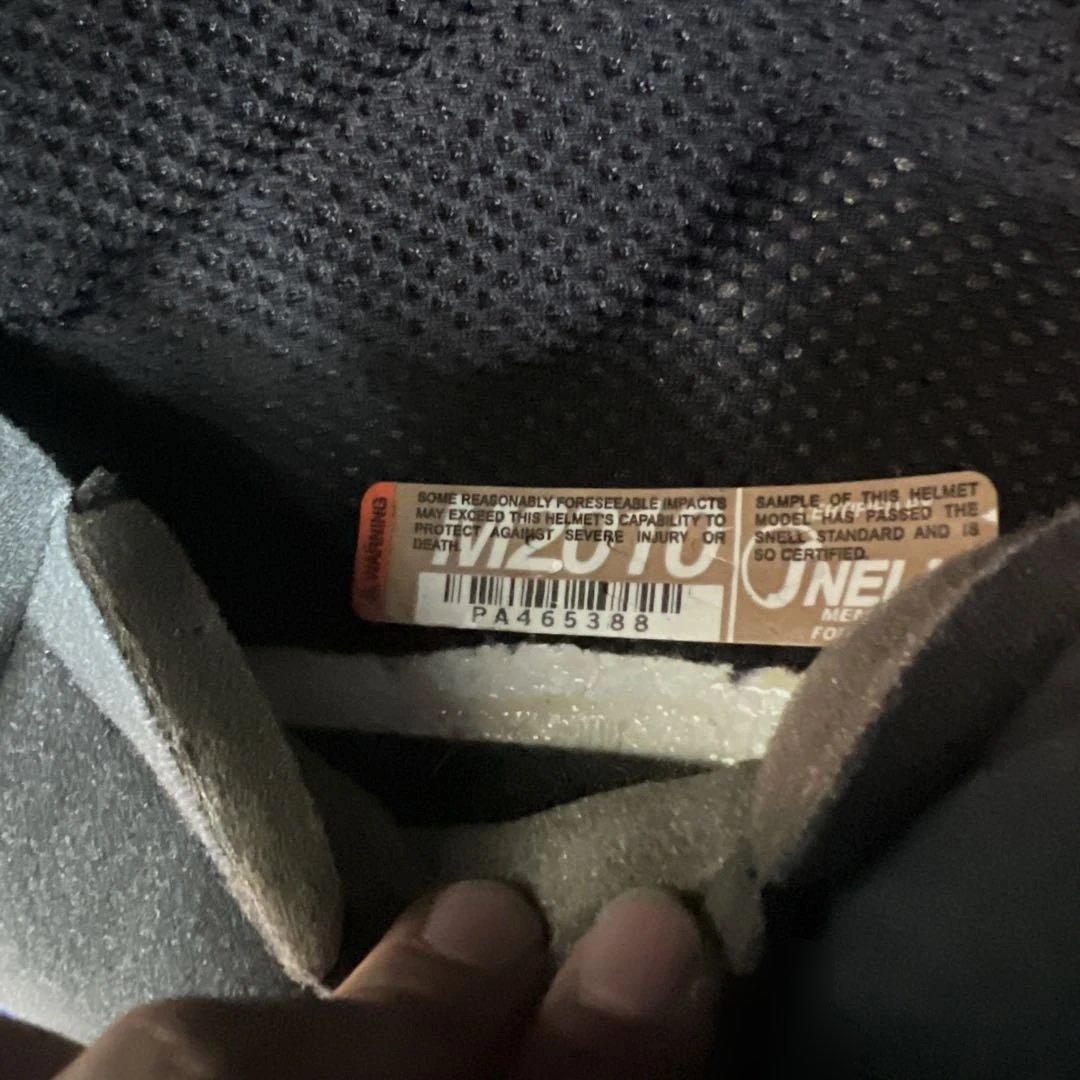 WARNING
SOME REASONABLY FORESEEABLE IMPACTS
MAY EXCEED THIS HELMET'S CAPABILITY TO
PROTECT AGAINST SEVERE INJURY OR
DEATH.
M2010
PA465388
SAMPLE OF THIS HELMET
MODEL HAS PASSED THE
SNELL STANDARD AND IS
SO CERTIFIED.
SNEL